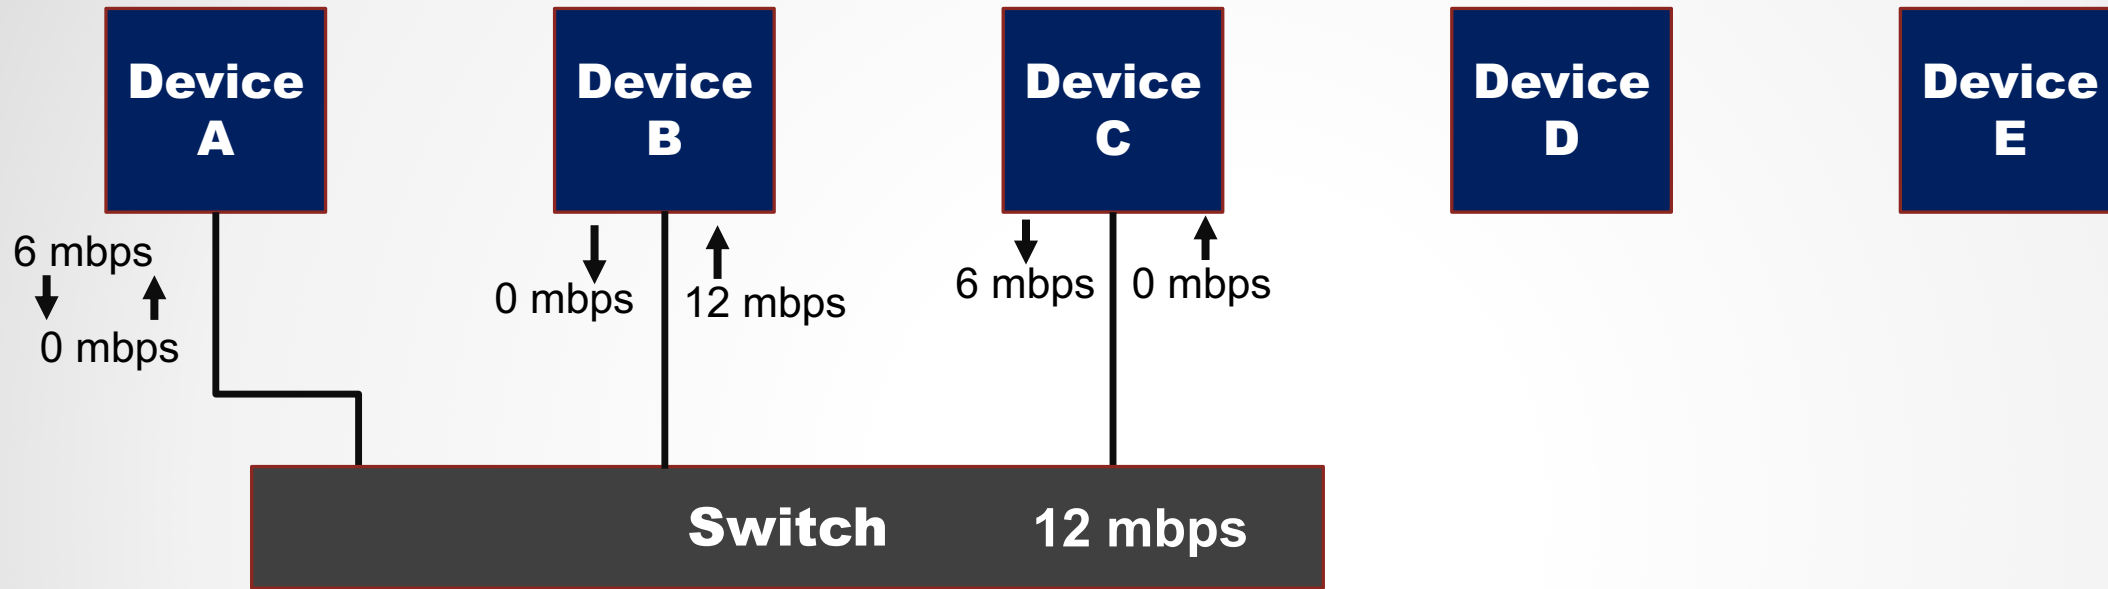 Device
A
Device
B
Device
C
Device
D
Device
E
6 mbps
0 mbps
0 mbps
12 mbps
6 mbps
0 mbps
Switch
12 mbps